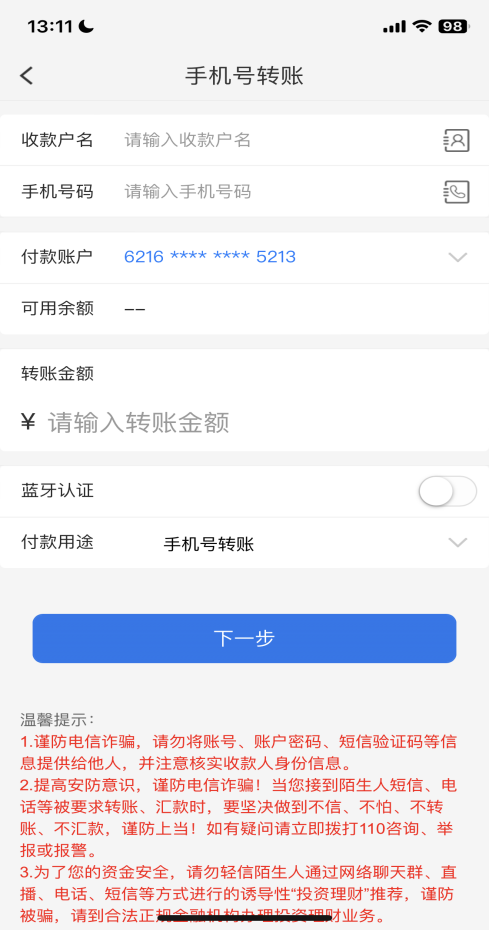 13:11
98
手机号转账
收款户名 请输入收款户名
手机号码 请输入手机号码
付款账户 6216 **** **** 5213
可用余额 --
转账金额
¥ 请输入转账金额
蓝牙认证
付款用途 手机号转账
下一步
温馨提示：
1.谨防电信诈骗，请勿将账号、账户密码、短信验证码等信
息提供给他人，并注意核实收款人身份信息。
2.提高安防意识，谨防电信诈骗！当您接到陌生人短信、电
话等被要求转账、汇款时，要坚决做到不信、不怕、不转
账、不汇款，谨防上当！如有疑问请立即拨打110咨询、举
报或报警。
3.为了您的资金安全，请勿轻信陌生人通过网络聊天群、直
播、电话、短信等方式进行的诱导性“投资理财”推荐，谨防
被骗，请到合法正规金融机构办理投资理财业务。